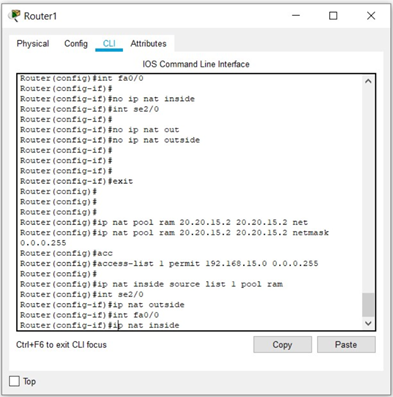 Router1
Physical Config CLI Attributes
IOS Command Line Interface
Router(config)#int fa0/0
Router(config-if)#
Router(config-if)#no ip nat inside
Router(config-if)#int se2/0
Router(config-if)#
Router(config-if)#no ip nat out
Router(config-if)#no ip nat outside
Router(config-if)#
Router(config-if)#
Router(config-if)#
Router(config-if)#exit
Router(config)#
Router(config)#
Router(config)#
Router(config)#ip nat pool ram 20.20.15.2 20.20.15.2 net
Router(config)#ip nat pool ram 20.20.15.2 20.20.15.2 netmask
0.0.0.255
Router(config)#acc
Router(config)#access-list 1 permit 192.168.15.0 0.0.0.255
Router(config)#
Router(config)#ip nat inside source list 1 pool ram
Router(config)#int se2/0
Router(config-if)#ip nat outside
Router(config-if)#int fa0/0
Router(config-if)#ip nat inside
Ctrl+F6 to exit CLI focus
Copy
Paste
Top